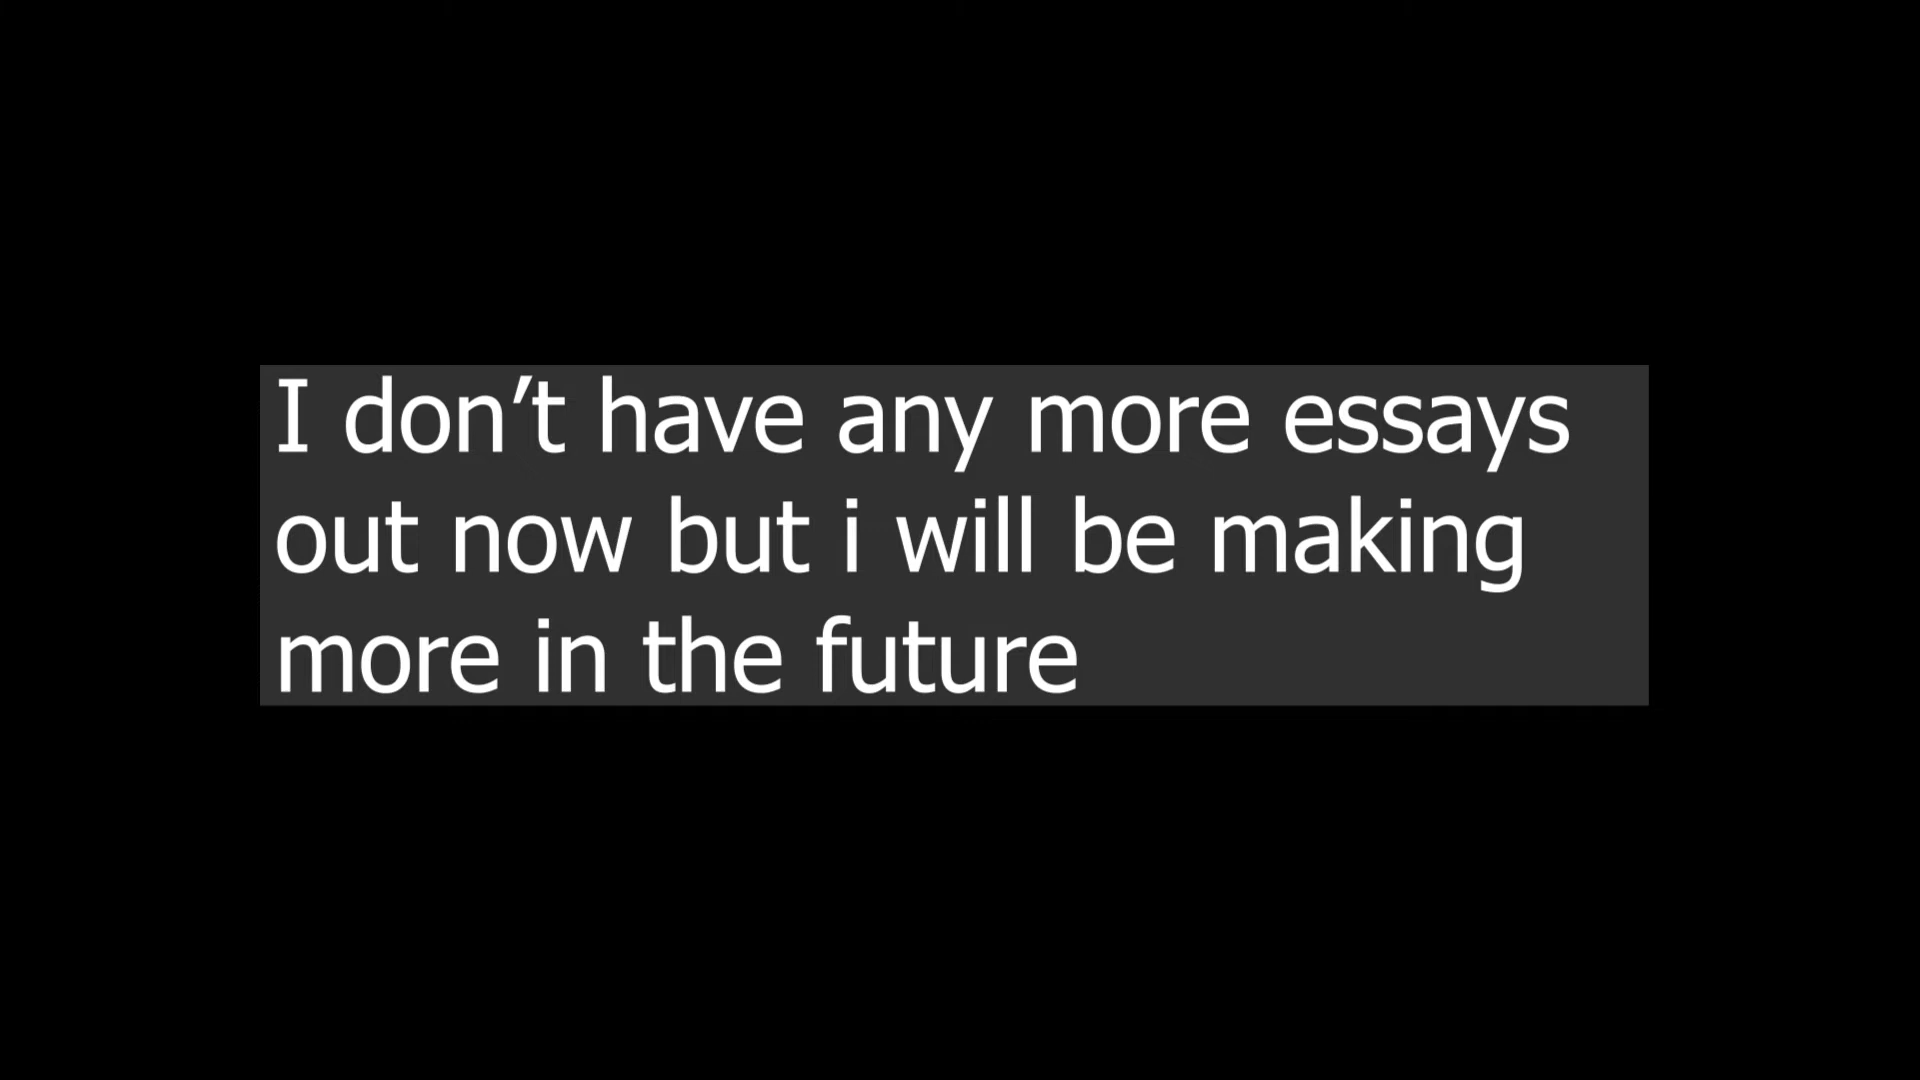 I don’t have any more essays
out now but i will be making
more in the future